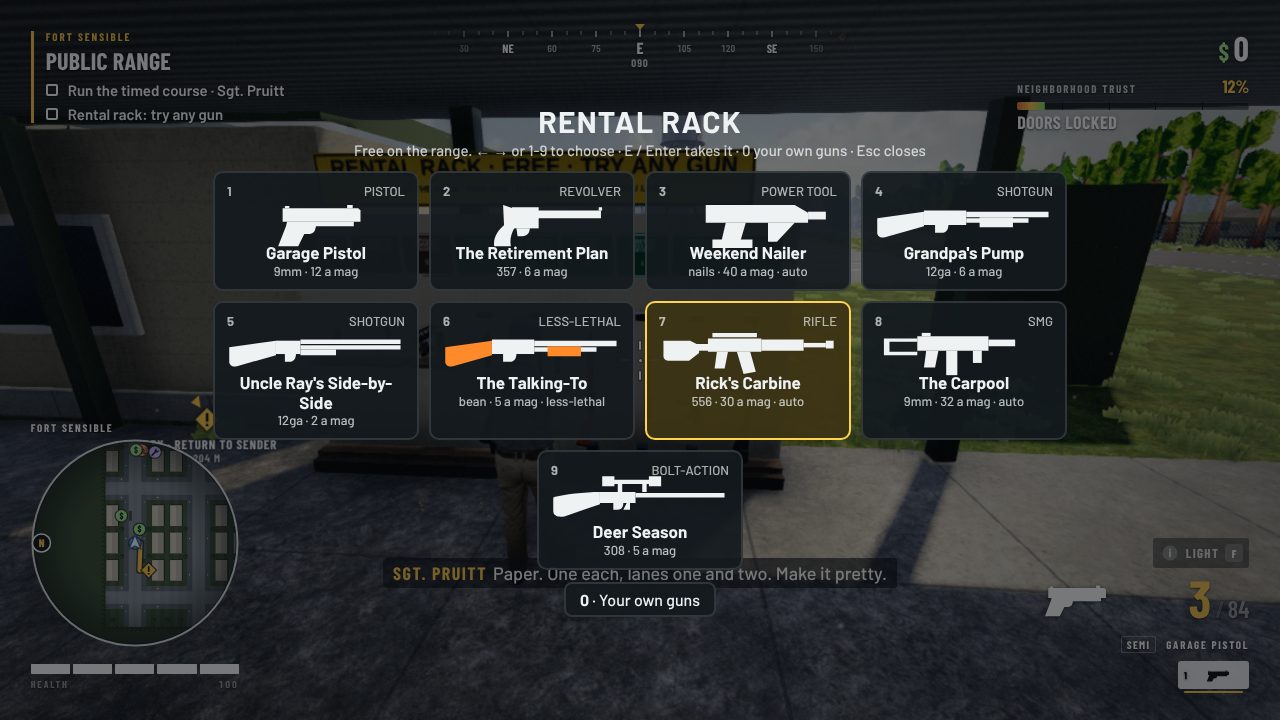 FORT SENSIBLE
PUBLIC RANGE
Run the timed course · Sgt. Pruitt
Rental rack: try any gun
30 NE 60 75 E 105 120 SE 150
090
$ 0
NEIGHBORHOOD TRUST 12%
DOORS LOCKED
RENTAL RACK
Free on the range. ← → or 1-9 to choose · E / Enter takes it · 0 your own guns · Esc closes
RENTAL RACK · FREE · TRY ANY GUN
1 PISTOL
Garage Pistol
9mm · 12 a mag
2 REVOLVER
The Retirement Plan
357 · 6 a mag
3 POWER TOOL
Weekend Nailer
nails · 40 a mag · auto
4 SHOTGUN
Grandpa's Pump
12ga · 6 a mag
5 SHOTGUN
Uncle Ray's Side-by-
Side
12ga · 2 a mag
6 LESS-LETHAL
The Talking-To
bean · 5 a mag · less-lethal
7 RIFLE
Rick's Carbine
556 · 30 a mag · auto
8 SMG
The Carpool
9mm · 32 a mag · auto
9 BOLT-ACTION
Deer Season
308 · 5 a mag
0 · Your own guns
SGT. PRUITT Paper. One each, lanes one and two. Make it pretty.
FORT SENSIBLE
· RETURN TO SENDER
204 M
N
HEALTH 100
i LIGHT F
3 / 84
SEMI GARAGE PISTOL
1